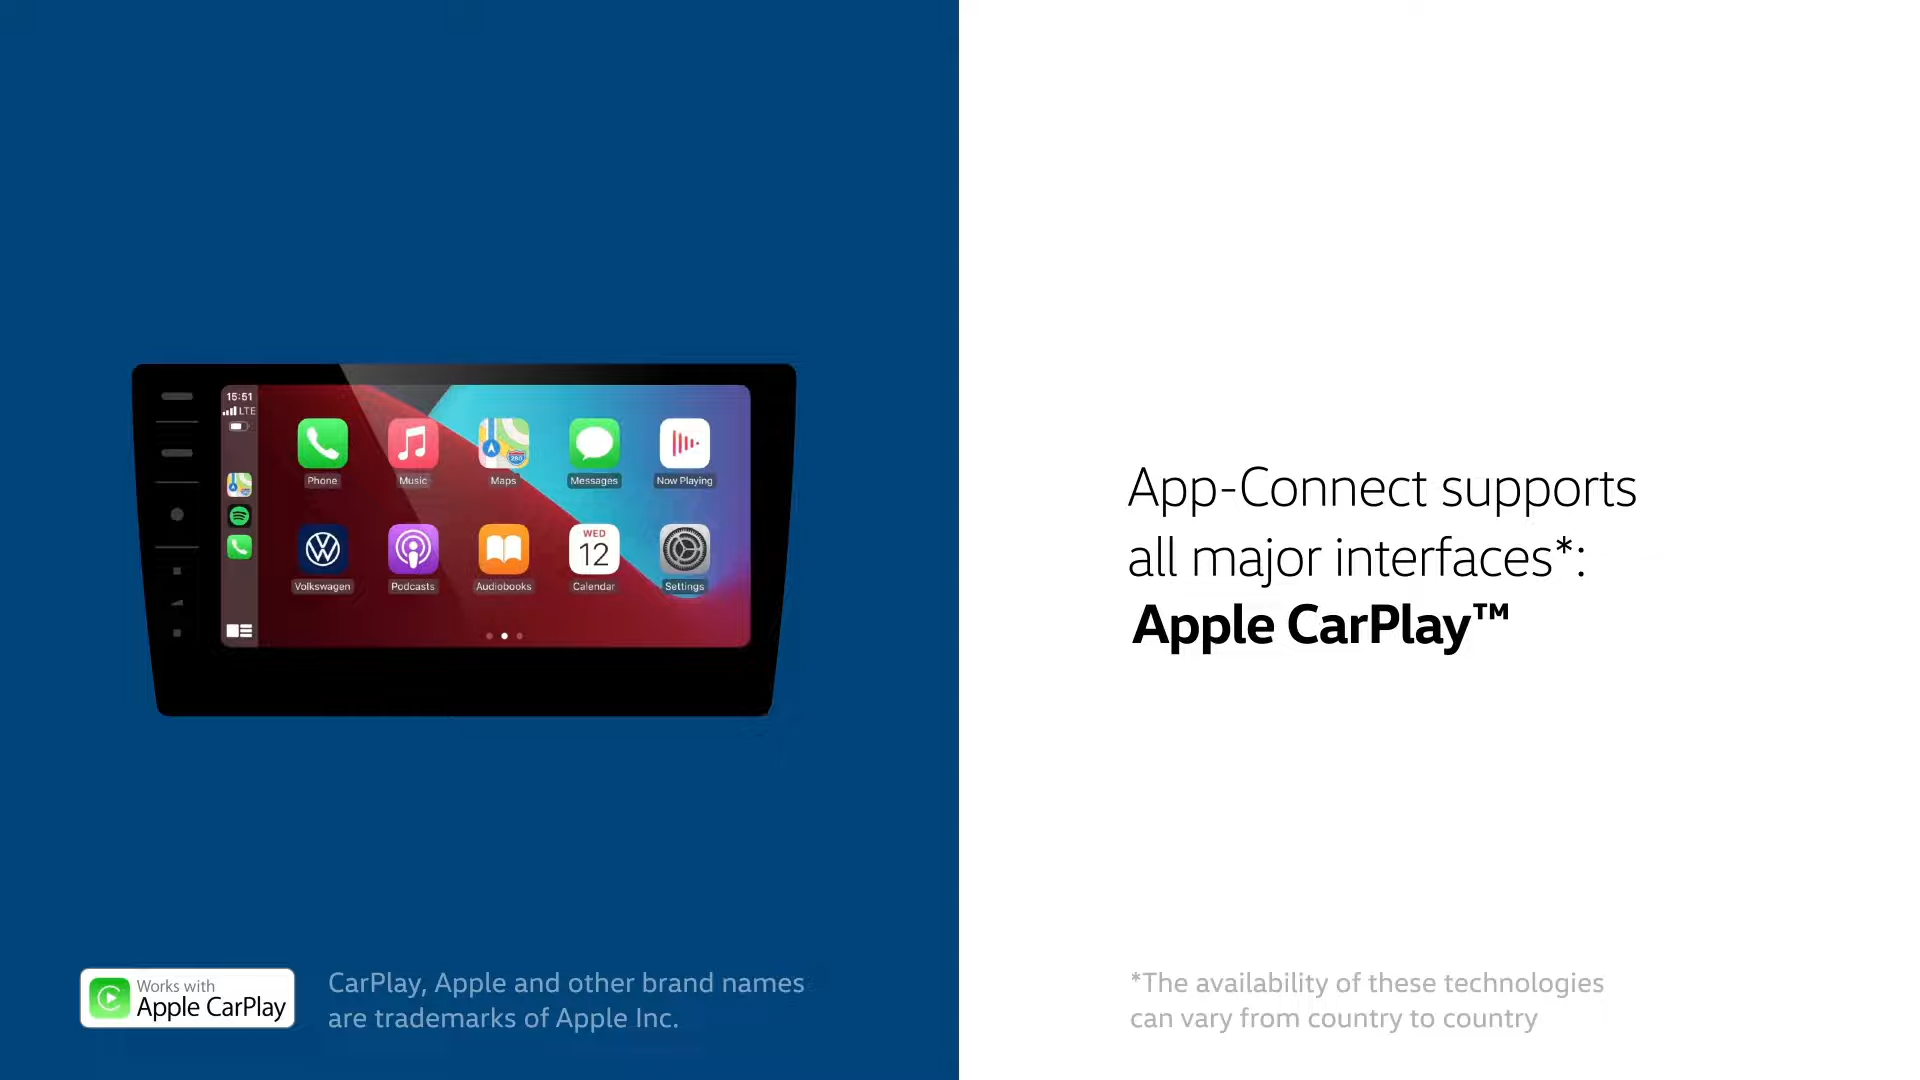 15:51
LTE
Phone
Music
Maps
280
Messages
Now Playing
Volkswagen
Podcasts
Audiobooks
WED
12
Calendar
Settings
App-Connect supports
all major interfaces*:
Apple CarPlay™
Works with
Apple CarPlay
CarPlay, Apple and other brand names
are trademarks of Apple Inc.
*The availability of these technologies
can vary from country to country